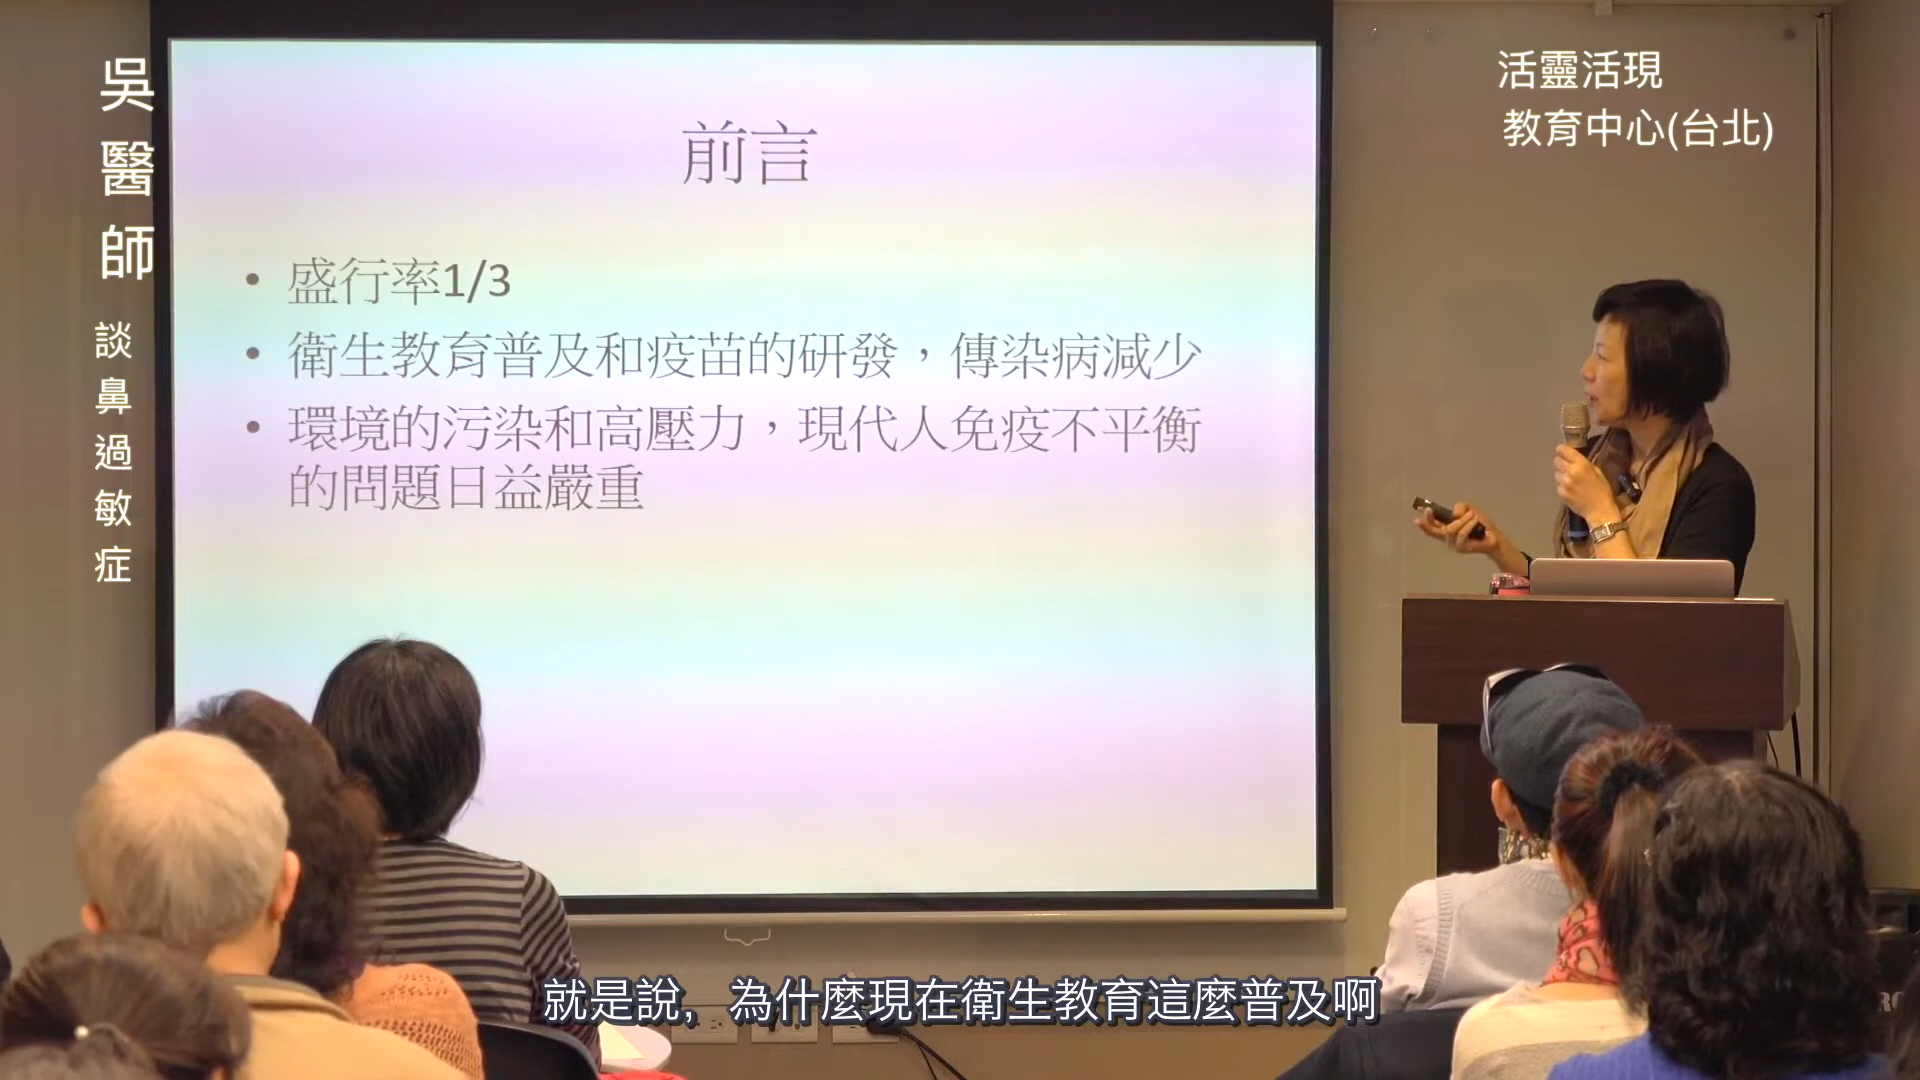 吳醫師
談鼻過敏症
活靈活現
教育中心(台北)
前言
• 盛行率1/3
• 衛生教育普及和疫苗的研發，傳染病減少
• 環境的污染和高壓力，現代人免疫不平衡
的問題日益嚴重
就是說，為什麼現在衛生教育這麼普及啊